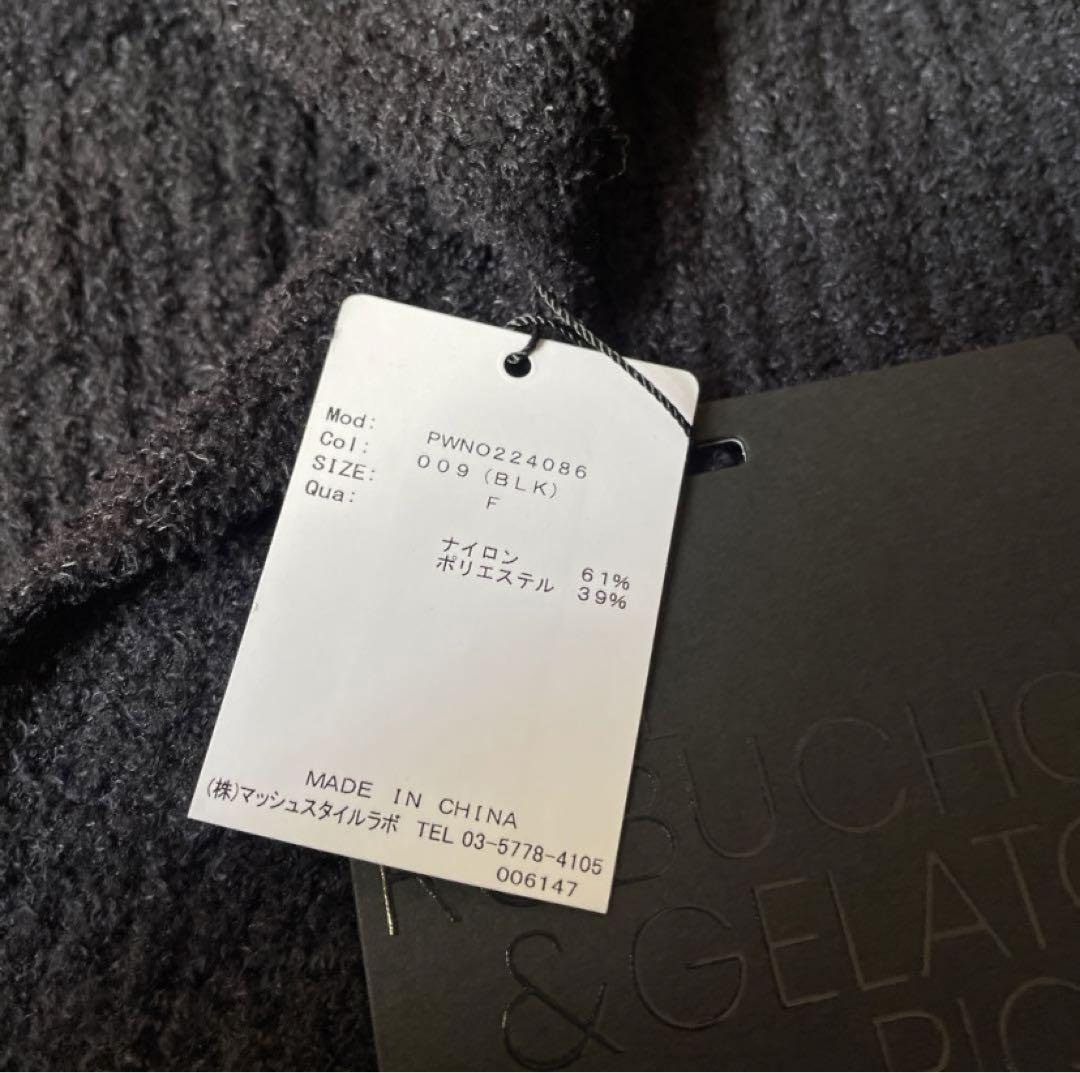 Mod: PWNO224086
Col: 009 (BLK)
SIZE: F
Qua:
ナイロン 61%
ポリエステル 39%
MADE IN CHINA
(株)マッシュスタイルラボ TEL 03-5778-4105
006147
& GELATO